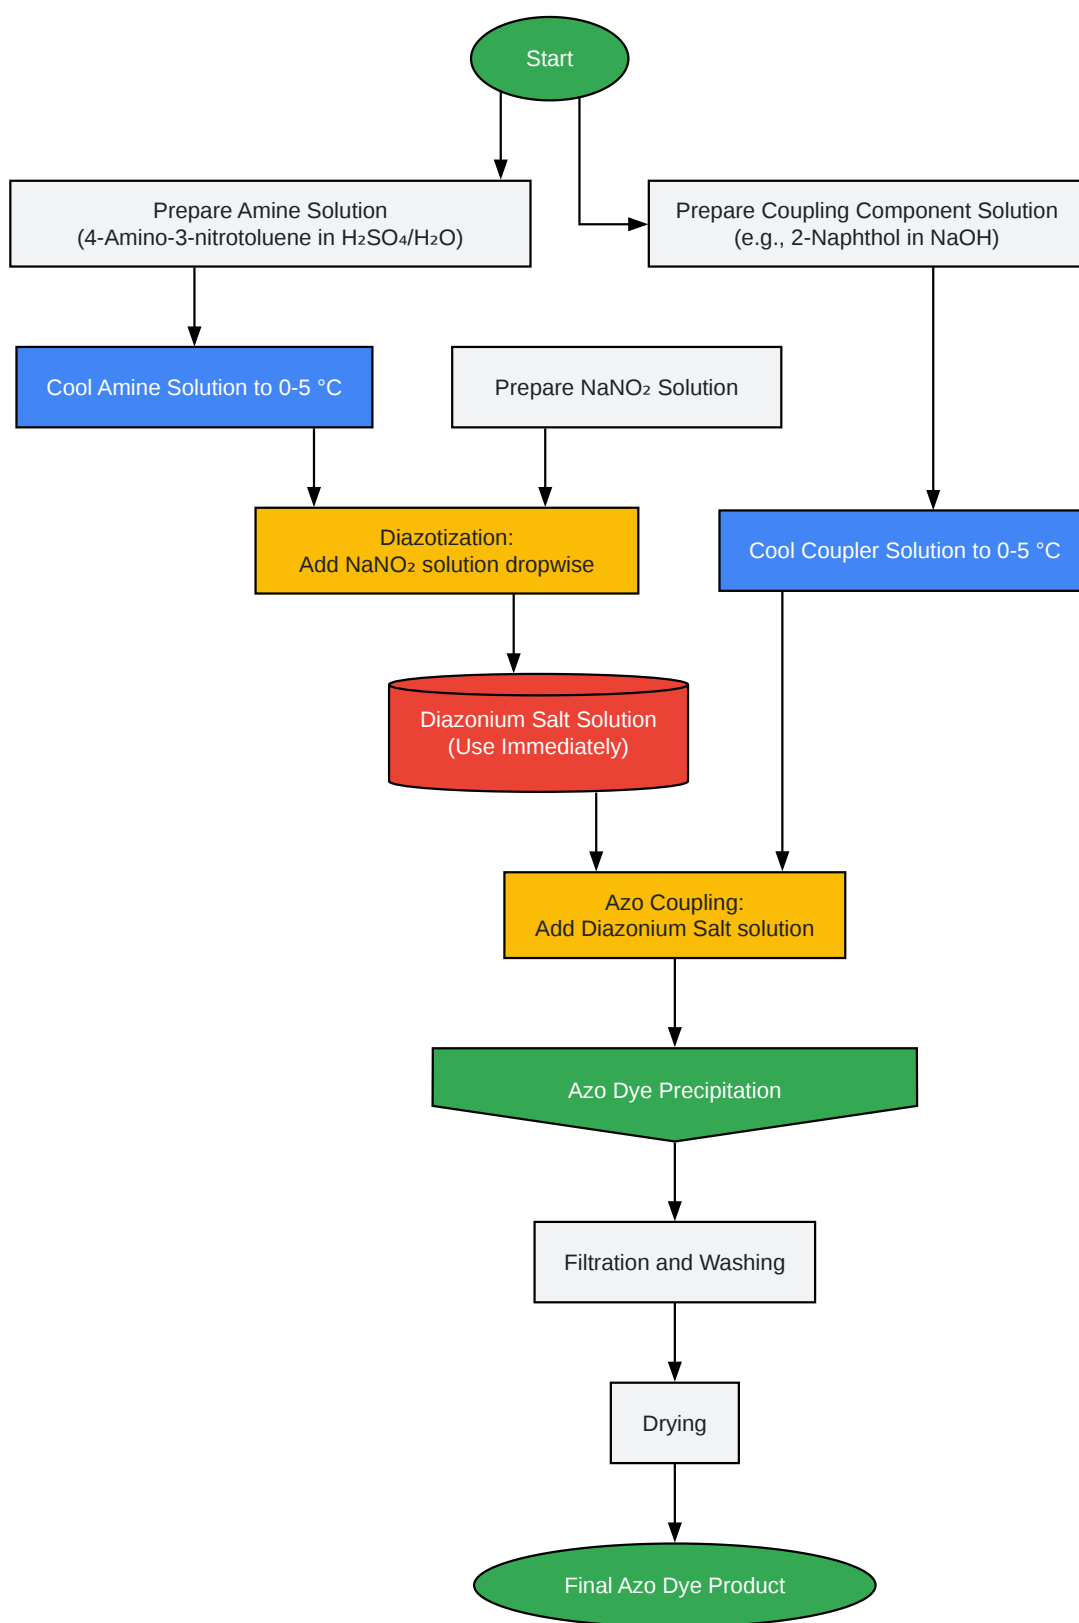 Start
Prepare Amine Solution
(4-Amino-3-nitrotoluene in H₂SO₄/H₂O)
Prepare Coupling Component Solution
(e.g., 2-Naphthol in NaOH)
Cool Amine Solution to 0-5 °C
Prepare NaNO₂ Solution
Diazotization:
Add NaNO₂ solution dropwise
Cool Coupler Solution to 0-5 °C
Diazonium Salt Solution
(Use Immediately)
Azo Coupling:
Add Diazonium Salt solution
Azo Dye Precipitation
Filtration and Washing
Drying
Final Azo Dye Product